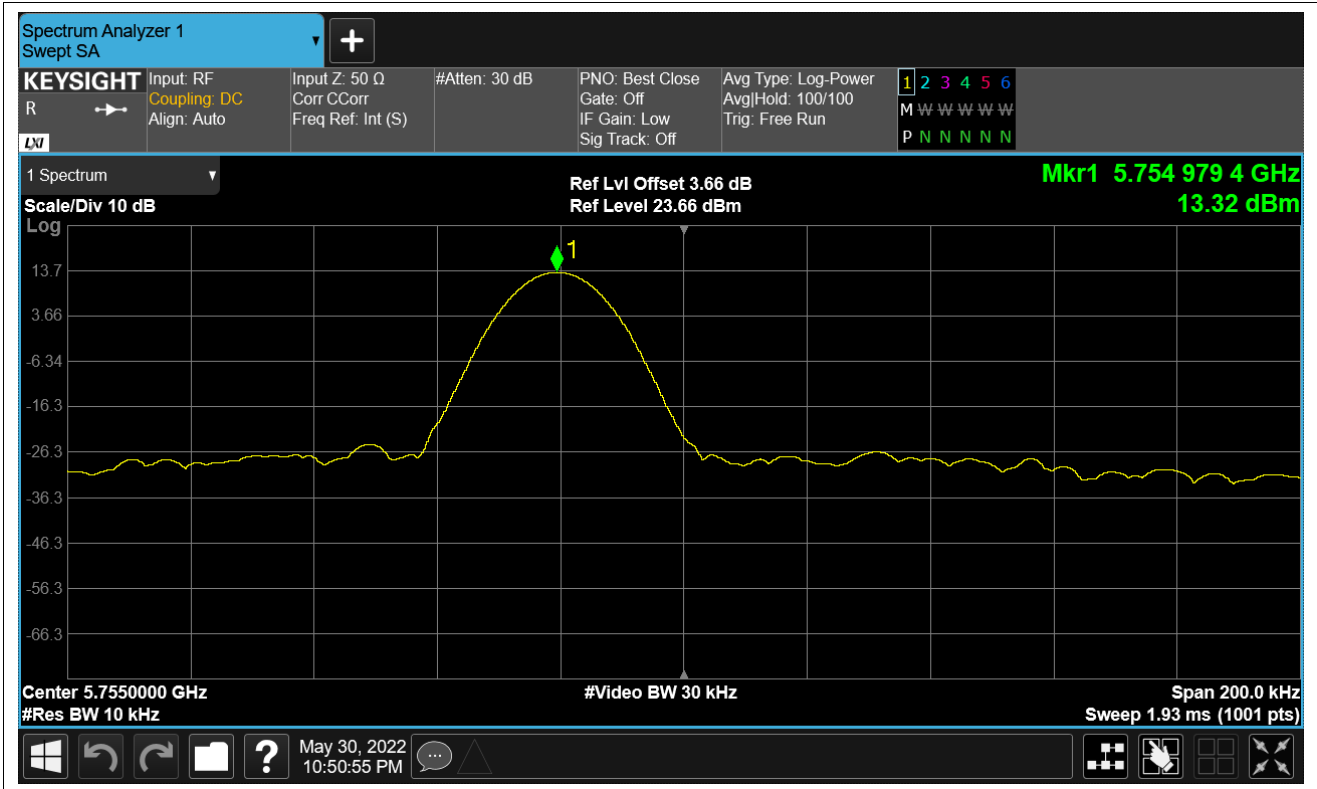 Spectrum Analyzer 1
Swept SA
KEYSIGHT Input: RF Input Z: 50 Ω #Atten: 30 dB PNO: Best Close Avg Type: Log-Power 1 2 3 4 5 6
R Coupling: DC Corr CCorr Gate: Off Avg|Hold: 100/100 M W W W W W W
Align: Auto Freq Ref: Int (S) IF Gain: Low Trig: Free Run
LXI Sig Track: Off P N N N N N N
1 Spectrum Ref Lvl Offset 3.66 dB Mkr1 5.754 979 4 GHz
Scale/Div 10 dB Ref Level 23.66 dBm 13.32 dBm
Log
1
13.7
3.66
-6.34
-16.3
-26.3
-36.3
-46.3
-56.3
-66.3
Center 5.7550000 GHz #Video BW 30 kHz Span 200.0 kHz
#Res BW 10 kHz Sweep 1.93 ms (1001 pts)
? May 30, 2022
10:50:55 PM